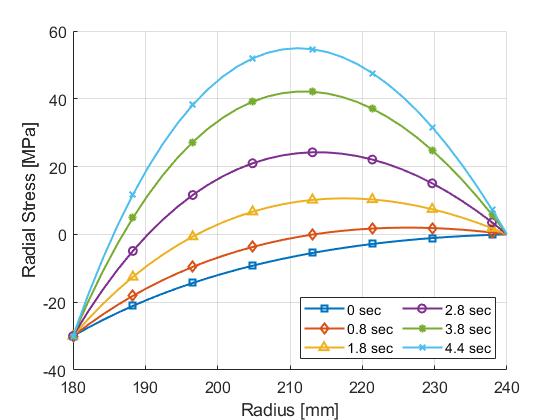 60
40
20
0
-20
-40
Radial Stress [MPa]
0 sec 2.8 sec
0.8 sec 3.8 sec
1.8 sec 4.4 sec
180 190 200 210 220 230 240
Radius [mm]